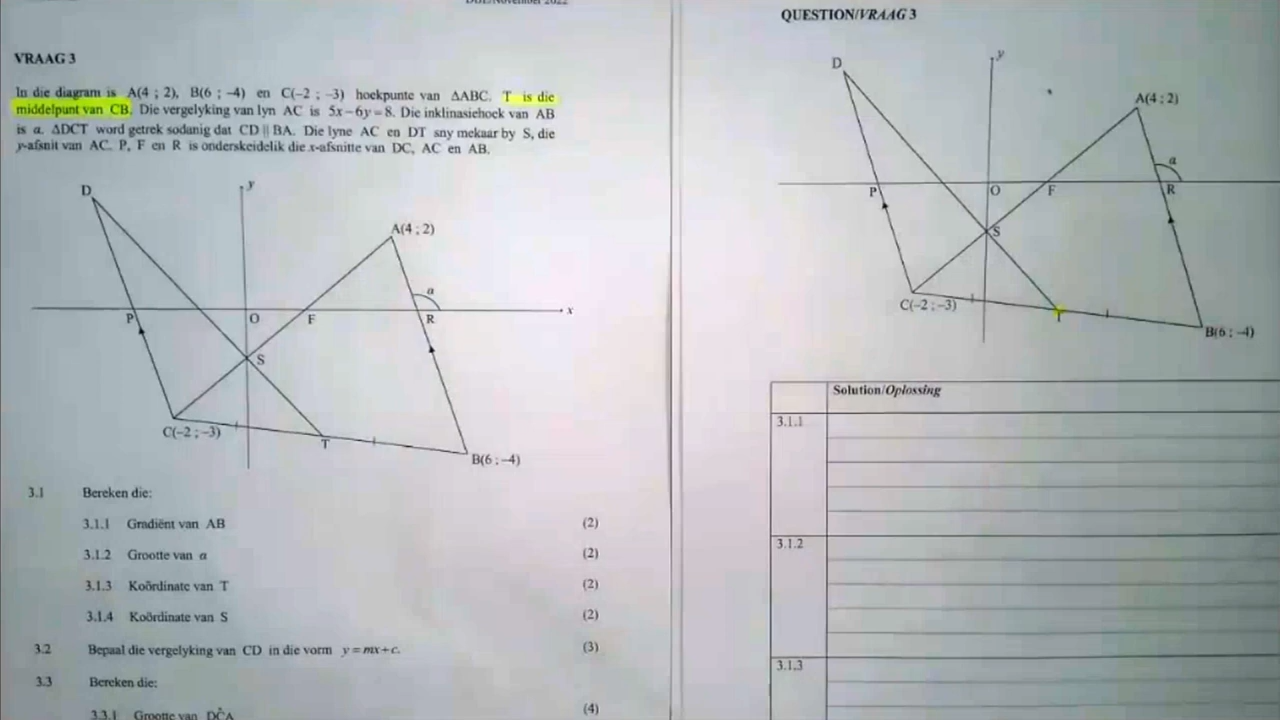 VRAAG 3
In die diagram is A(4 ; 2), B(6 ; –4) en C(–2 ; –3) hoekpunte van ΔABC. T is die
middelpunt van CB. Die vergelyking van lyn AC is 5x – 6y = 8. Die inklinasiehoek van AB
is α. ΔDCT word getrek sodanig dat CD || BA. Die lyne AC en DT sny mekaar by S, die
y-afsnit van AC. P, F en R is onderskeidelik die x-afsnitte van DC, AC en AB.
D
y
A(4 ; 2)
α
P
O
F
R
x
S
C(–2 ; –3)
T
B(6 ; –4)
3.1 Bereken die:
3.1.1 Gradiënt van AB (2)
3.1.2 Grootte van α (2)
3.1.3 Koördinate van T (2)
3.1.4 Koördinate van S (2)
3.2 Bepaal die vergelyking van CD in die vorm y = mx + c. (3)
3.3 Bereken die:
3.3.1 Grootte van DĈA (4)
QUESTION/VRAAG 3
D
y
A(4 ; 2)
α
P
O
F
R
S
C(–2 ; –3)
T
B(6 ; –4)
Solution/Oplossing
3.1.1
3.1.2
3.1.3